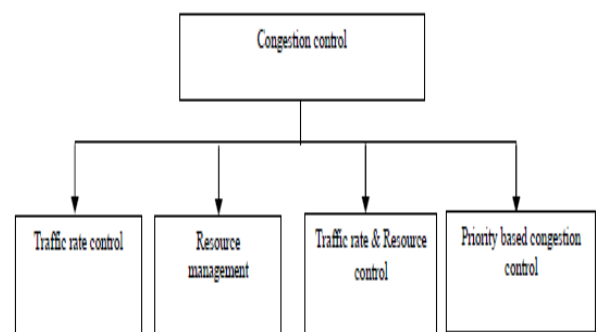 Congestion control
Traffic rate control
Resource
management
Traffic rate & Resource
control
Priority based congestion
control